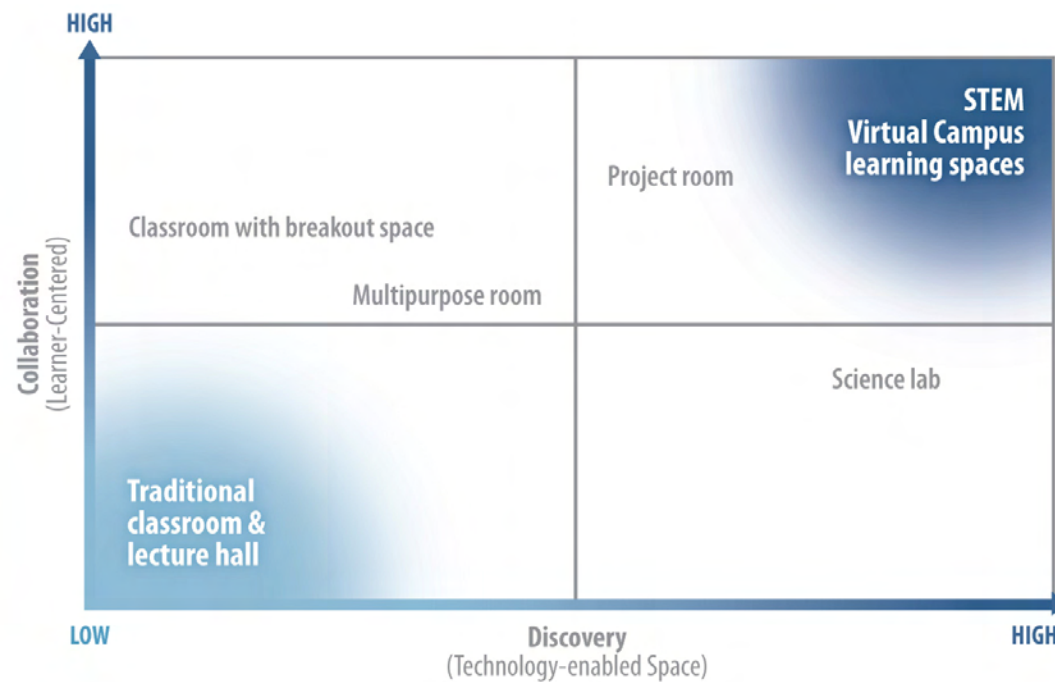 HIGH
STEM
Virtual Campus
learning spaces
Project room
Classroom with breakout space
Multipurpose room
Collaboration
(Learner-Centered)
Science lab
Traditional
classroom &
lecture hall
LOW
Discovery
(Technology-enabled Space)
HIGH